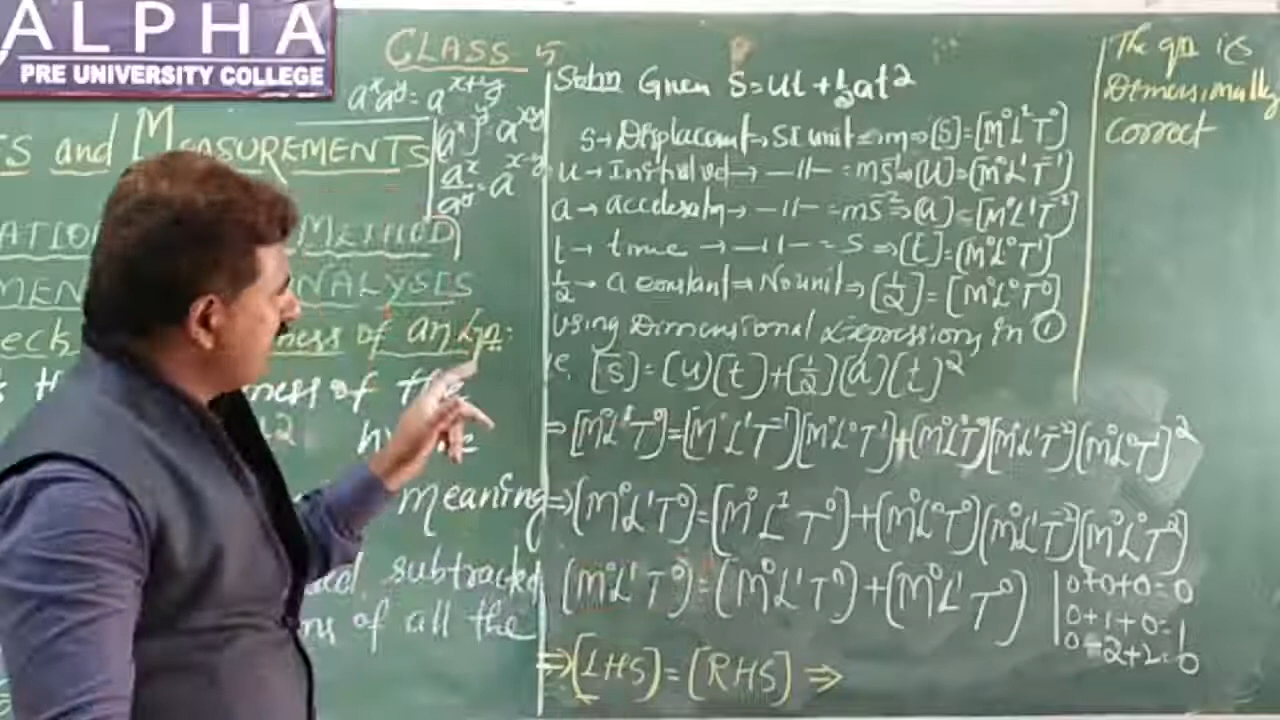 ALPHA
PRE UNIVERSITY COLLEGE
CLASS 5
a^x a^y = a^{x+y}
(a^x)^y a^{xy}
a^x/a^y = a^{x-y}
TS and MEASUREMENTS
METHOD
ANALYSES
ness of an Eqn:
ness of the
meaning
subtracted
of all the
Soln Given S=ut+½at²
S→Displacement→SI unit=m⇒[S]=[M⁰L¹T⁰]
u→Initial vel→—11—=ms⁻¹⇒[u]=[M⁰L¹T⁻¹]
a→acceleratn→—11—=ms⁻²⇒[a]=[M⁰L¹T⁻²]
t→time→—11—=S⇒[t]=[M⁰L⁰T¹]
½→a constant⇒No unit⇒[½]=[M⁰L⁰T⁰]
using Dimensional Expressions in ①
[S]=[u][t]+[½][a][t]²
⇒[M⁰L¹T⁰]=[M⁰L¹T⁻¹][M⁰L⁰T¹]+[M⁰L⁰T⁰][M⁰L¹T⁻²][M⁰L⁰T¹]²
⇒[M⁰L¹T⁰]=[M⁰L¹T⁰]+[M⁰L⁰T⁰][M⁰L¹T⁻²][M⁰L⁰T²]
[M⁰L¹T⁰]=[M⁰L¹T⁰]+[M⁰L¹T⁰]
0+0+0=0
0+1+0=1
0-2+2=0
⇒[LHS]=[RHS]⇒
The qn is
Dimensionally
correct